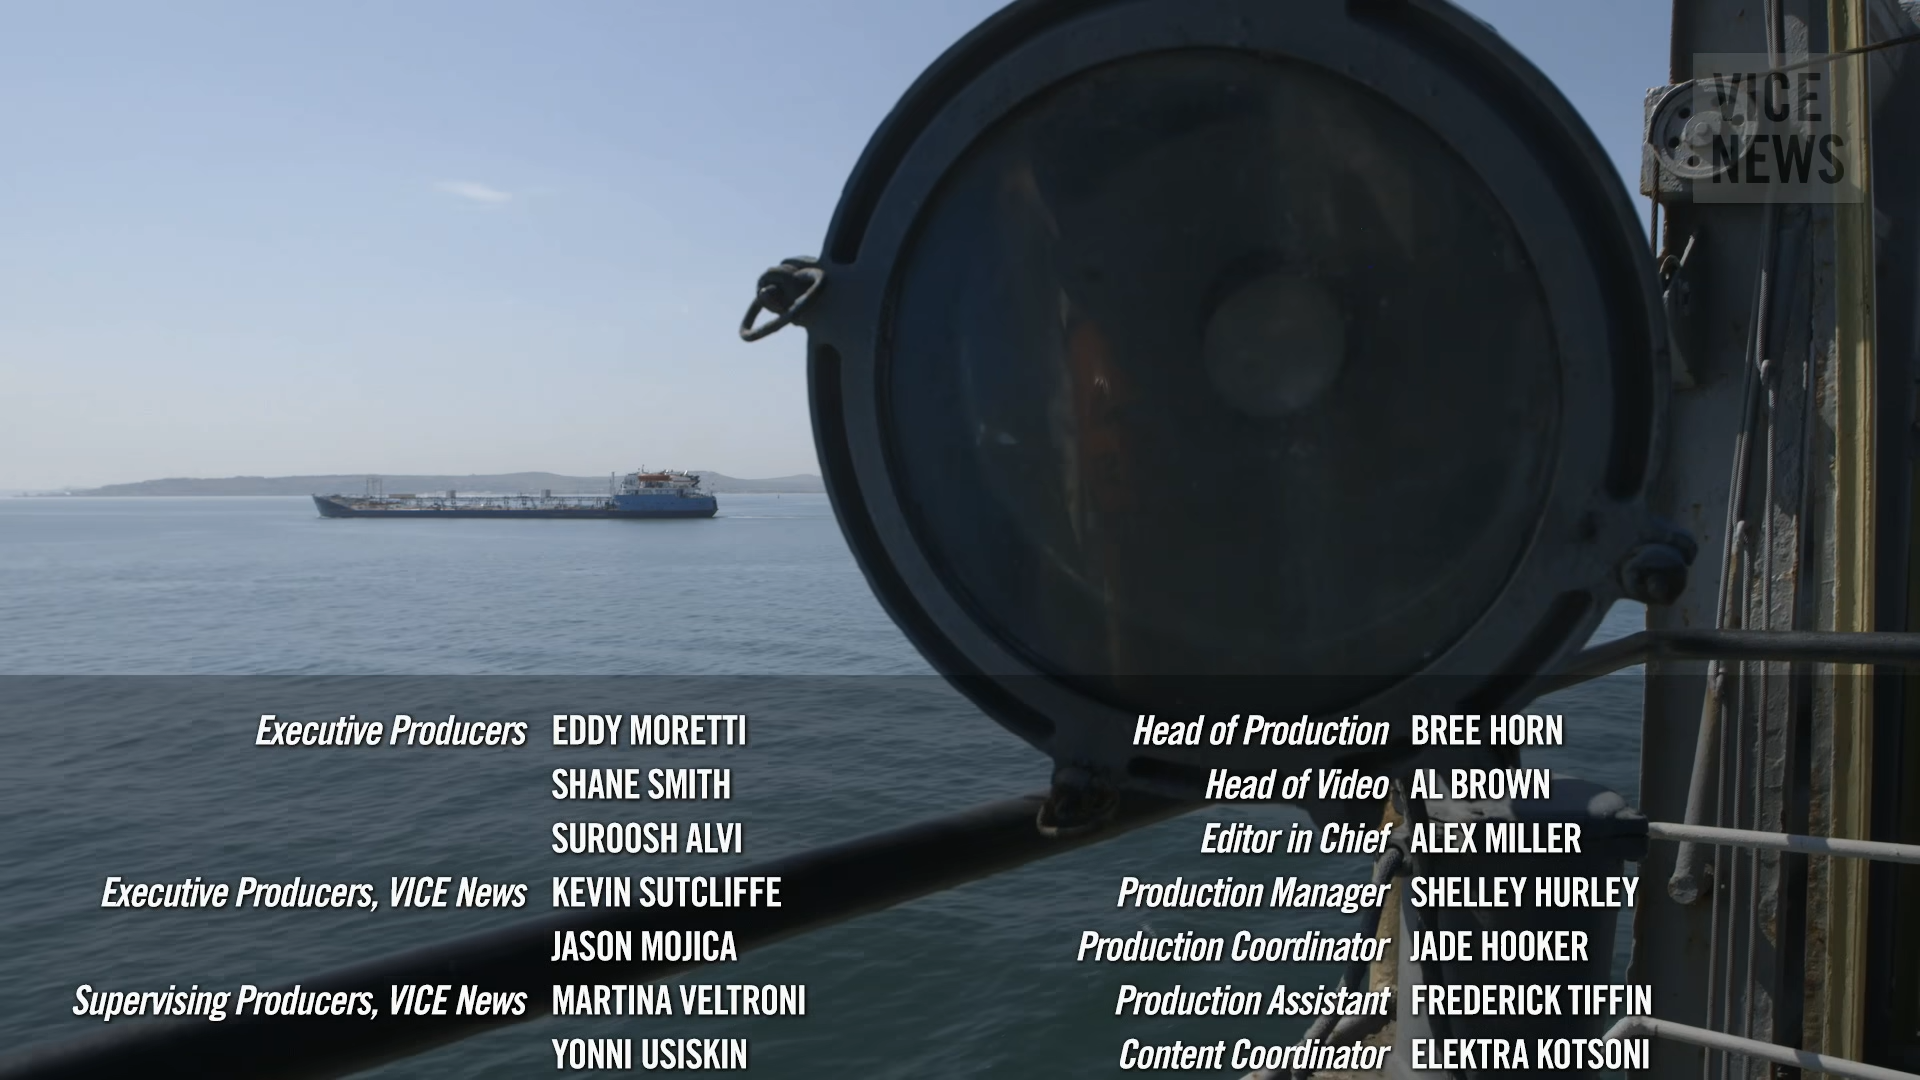 VICE
NEWS
Executive Producers EDDY MORETTI
SHANE SMITH
SUROOSH ALVI
Executive Producers, VICE News KEVIN SUTCLIFFE
JASON MOJICA
Supervising Producers, VICE News MARTINA VELTRONI
YONNI USISKIN
Head of Production BREE HORN
Head of Video AL BROWN
Editor in Chief ALEX MILLER
Production Manager SHELLEY HURLEY
Production Coordinator JADE HOOKER
Production Assistant FREDERICK TIFFIN
Content Coordinator ELEKTRA KOTSONI